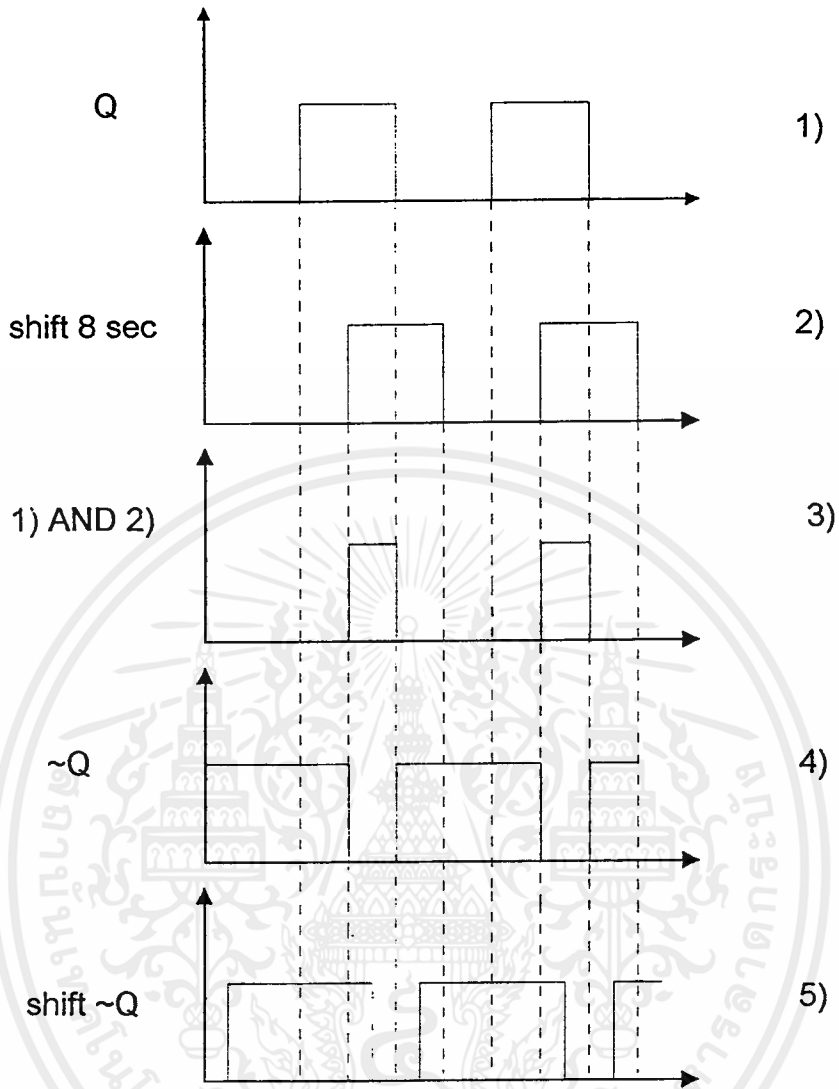 Q 1)
shift 8 sec 2)
1) AND 2) 3)
~Q 4)
shift ~Q 5)